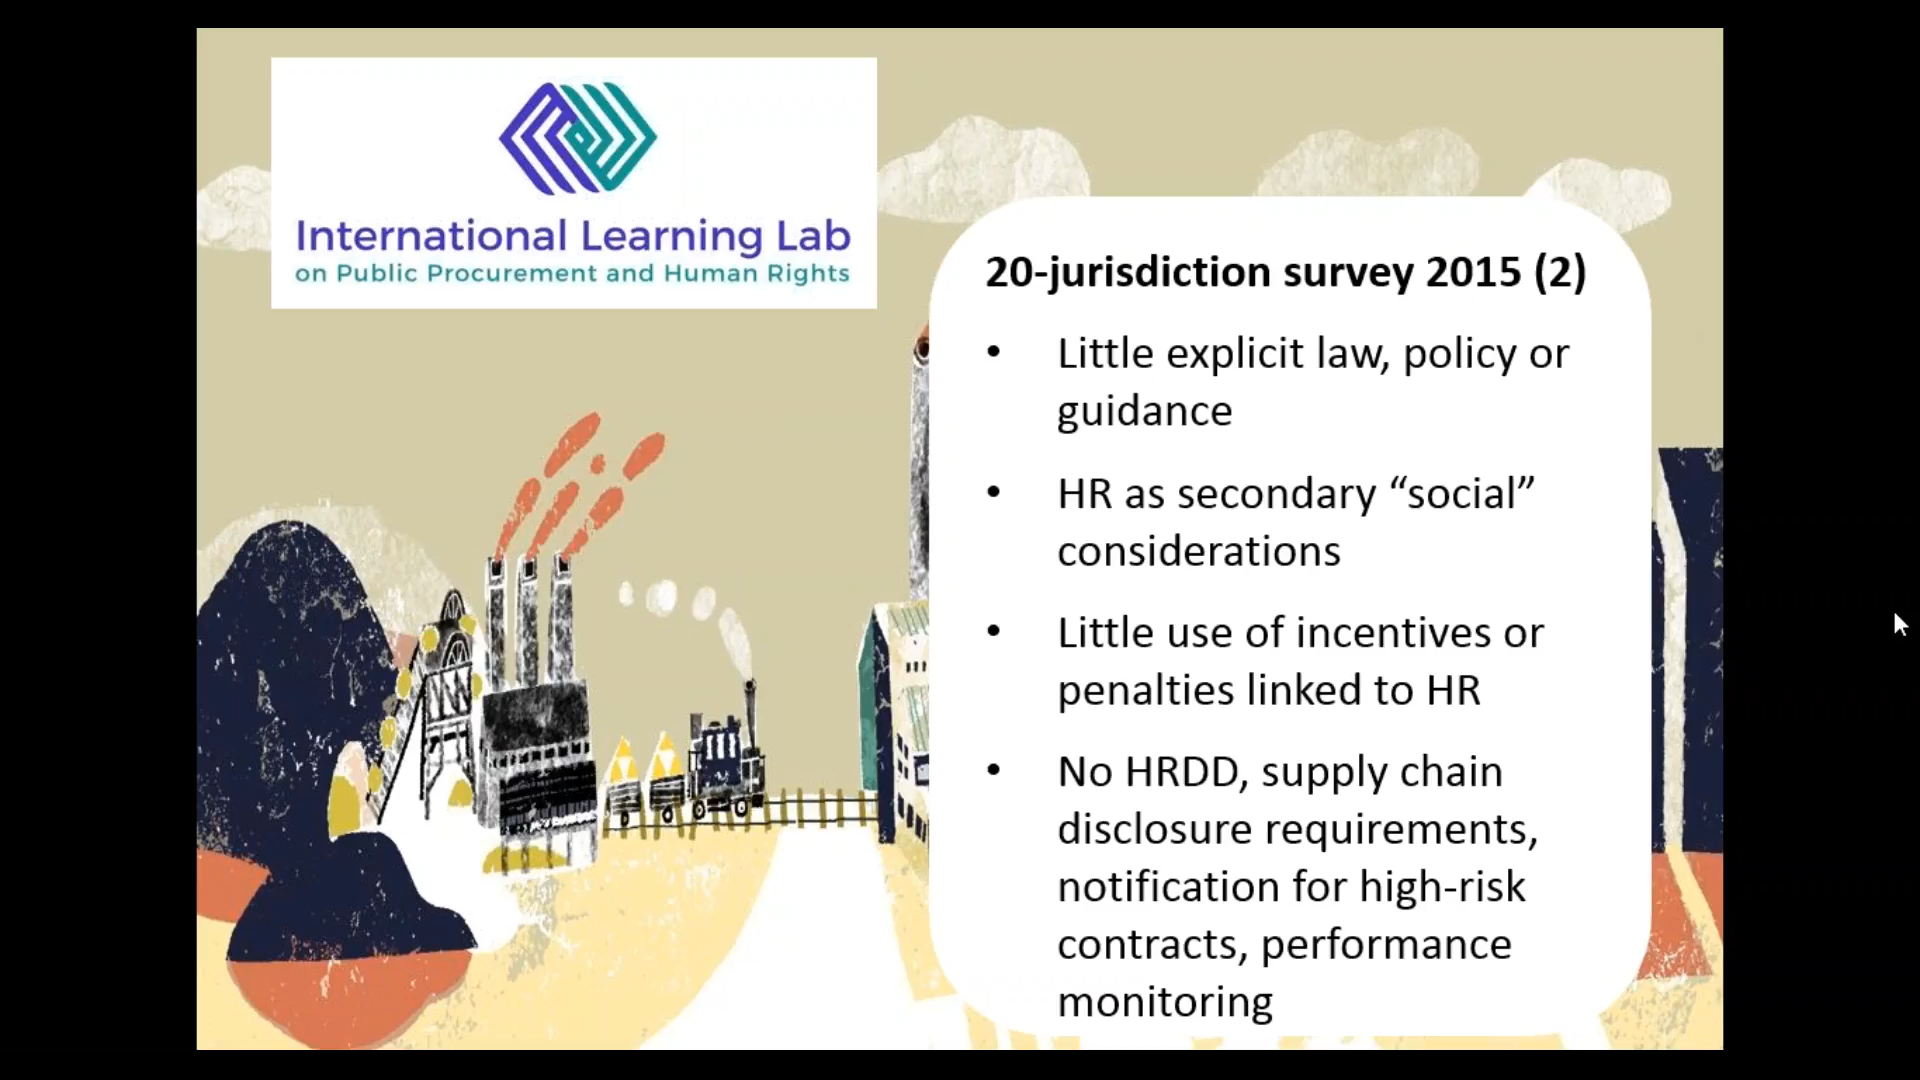 International Learning Lab
on Public Procurement and Human Rights
20-jurisdiction survey 2015 (2)
• Little explicit law, policy or
guidance
• HR as secondary “social”
considerations
• Little use of incentives or
penalties linked to HR
• No HRDD, supply chain
disclosure requirements,
notification for high-risk
contracts, performance
monitoring